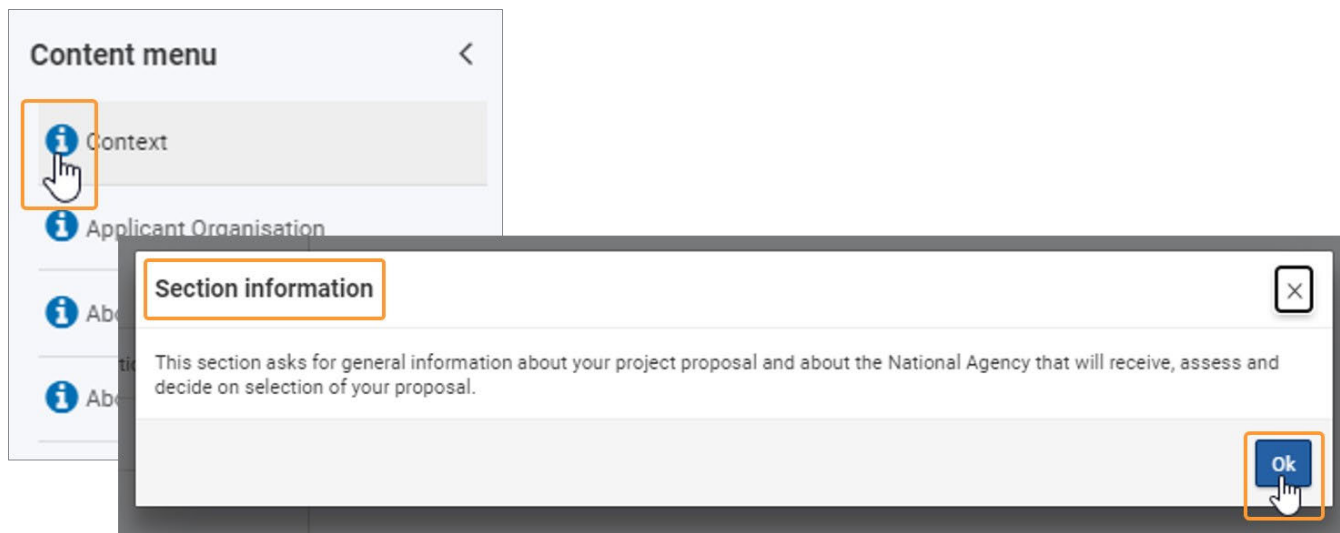 Content menu
Context
Applicant Organisation
Section information
This section asks for general information about your project proposal and about the National Agency that will receive, assess and
decide on selection of your proposal.
Ok